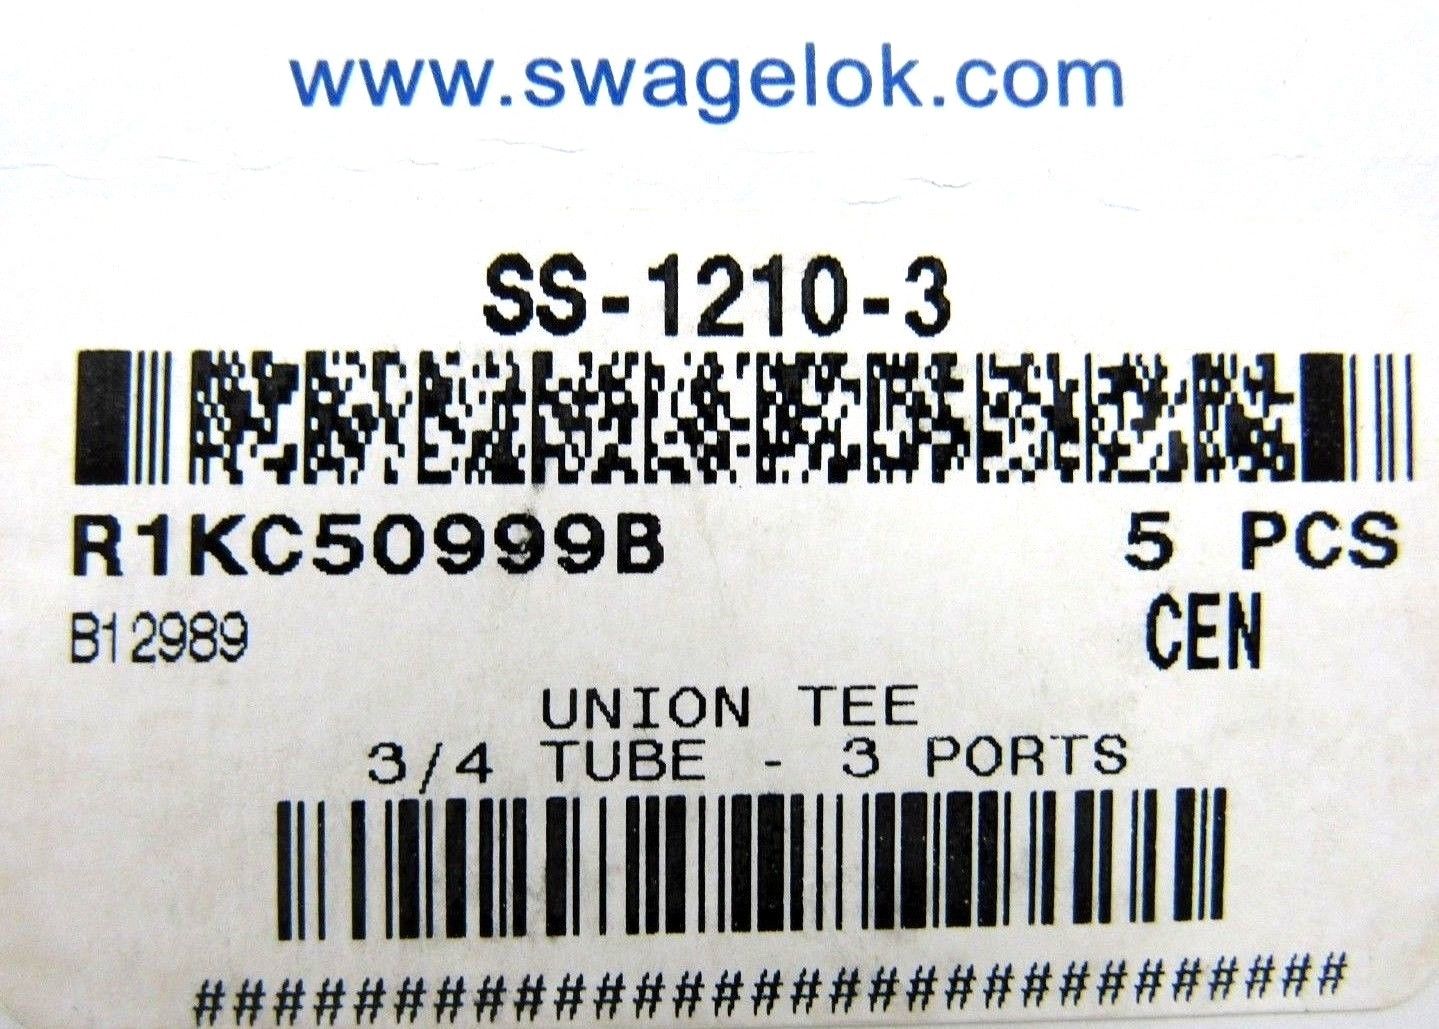 www.swagelok.com
SS-1210-3
R1KC50999B 5 PCS
B12989 CEN
UNION TEE
3/4 TUBE - 3 PORTS
##############################